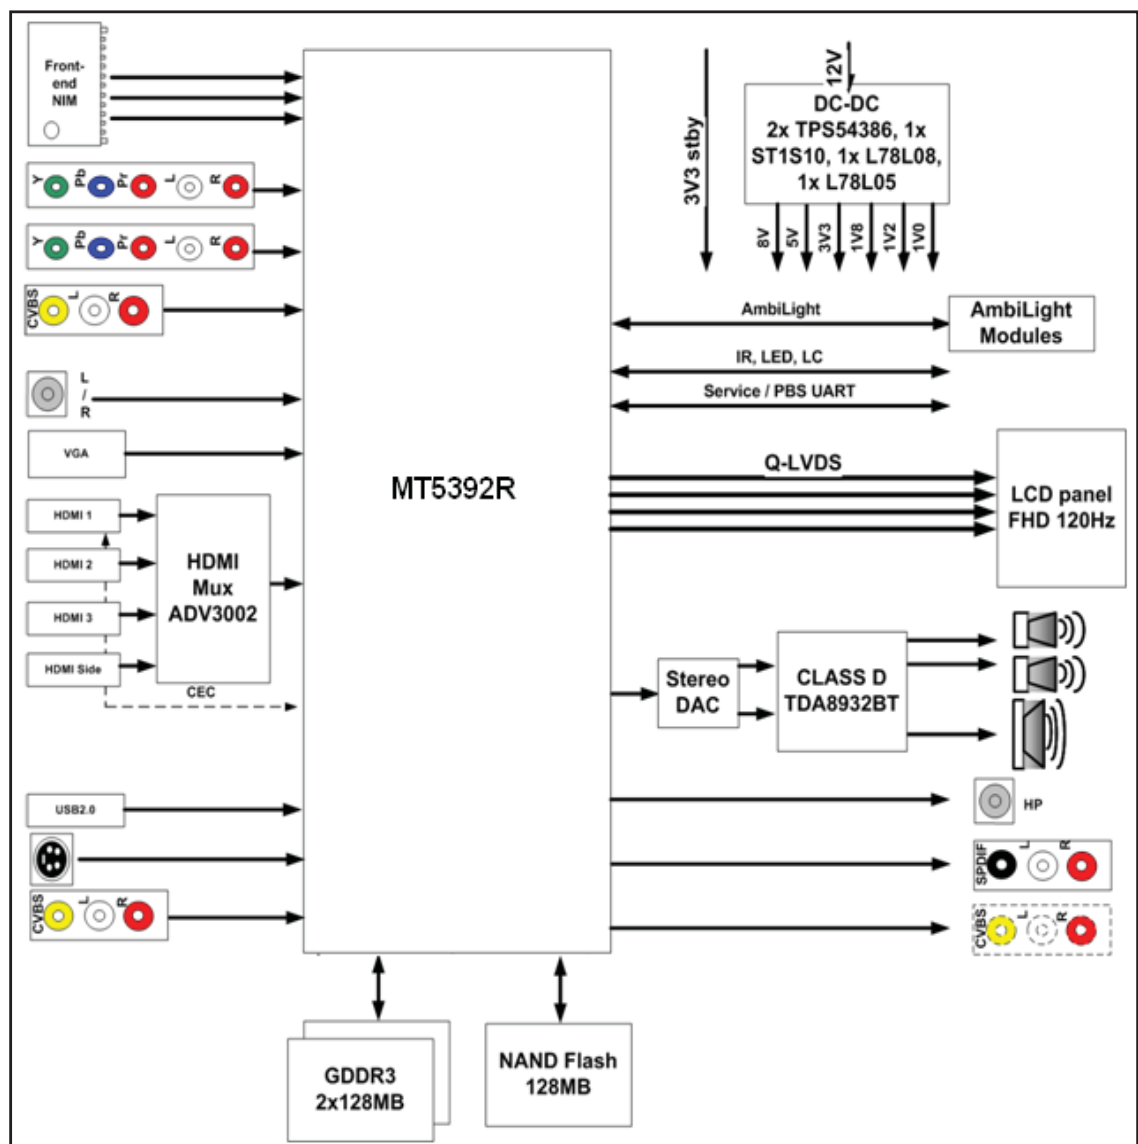 Front-
end
NIM
Y Pb Pr L R
Y Pb Pr L R
CVBS L R
L
/
R
VGA
HDMI 1
HDMI 2
HDMI 3
HDMI Side
HDMI
Mux
ADV3002
CEC
USB2.0
CVBS L R
MT5392R
3V3 stby
12V
DC-DC
2x TPS54386, 1x
ST1S10, 1x L78L08,
1x L78L05
8V
5V
3V3
1V8
1V2
1V0
AmbiLight
AmbiLight
Modules
IR, LED, LC
Service / PBS UART
Q-LVDS
LCD panel
FHD 120Hz
Stereo
DAC
CLASS D
TDA8932BT
HP
SPDIF L R
CVBS L R
GDDR3
2x128MB
NAND Flash
128MB